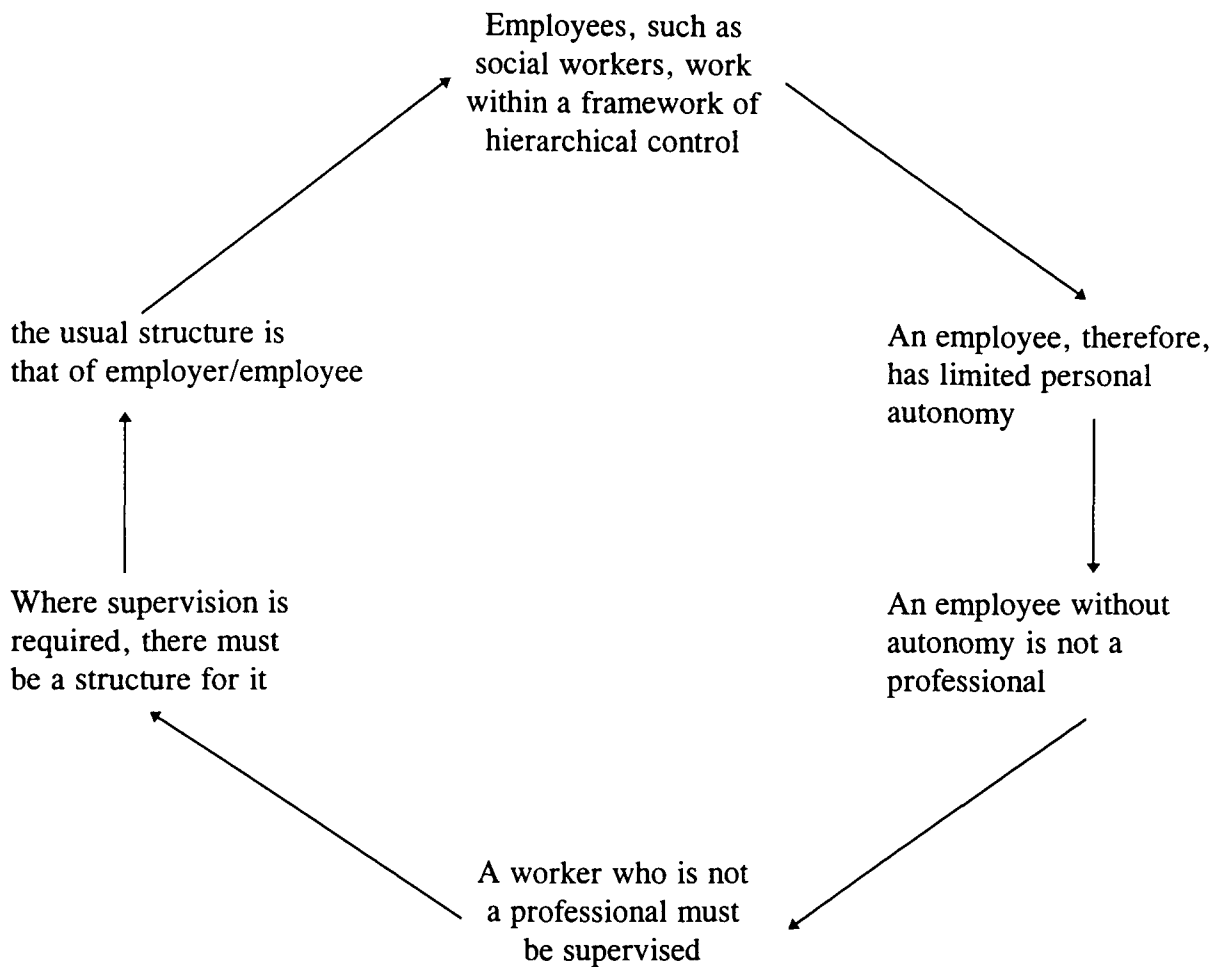 Employees, such as
social workers, work
within a framework of
hierarchical control
An employee, therefore,
has limited personal
autonomy
An employee without
autonomy is not a
professional
A worker who is not
a professional must
be supervised
Where supervision is
required, there must
be a structure for it
the usual structure is
that of employer/employee